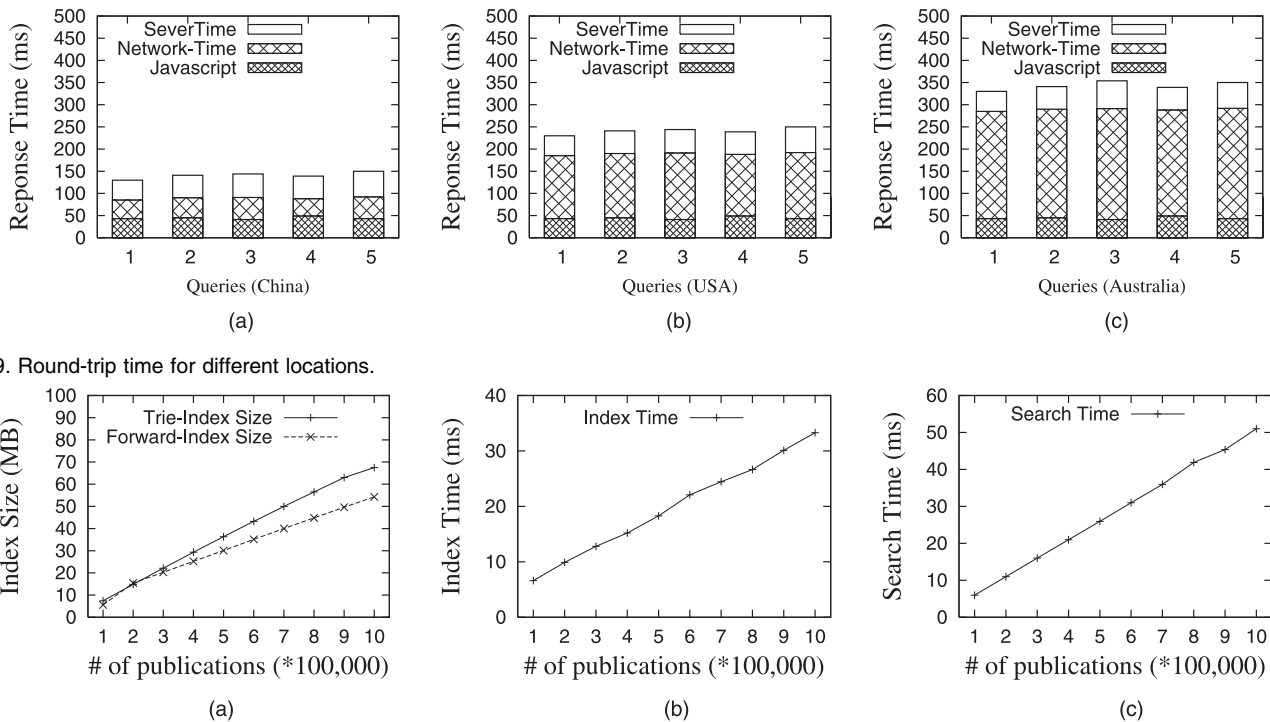 Reponse Time (ms)
500
450
400
350
300
250
200
150
100
50
0
SeverTime
Network-Time
Javascript
1 2 3 4 5
Queries (China)
(a)
Reponse Time (ms)
500
450
400
350
300
250
200
150
100
50
0
SeverTime
Network-Time
Javascript
1 2 3 4 5
Queries (USA)
(b)
Reponse Time (ms)
500
450
400
350
300
250
200
150
100
50
0
SeverTime
Network-Time
Javascript
1 2 3 4 5
Queries (Australia)
(c)
9. Round-trip time for different locations.
Index Size (MB)
100
90
80
70
60
50
40
30
20
10
0
Trie-Index Size
Forward-Index Size
1 2 3 4 5 6 7 8 9 10
# of publications (*100,000)
(a)
Index Time (ms)
40
30
20
10
0
Index Time
1 2 3 4 5 6 7 8 9 10
# of publications (*100,000)
(b)
Search Time (ms)
60
50
40
30
20
10
0
Search Time
1 2 3 4 5 6 7 8 9 10
# of publications (*100,000)
(c)